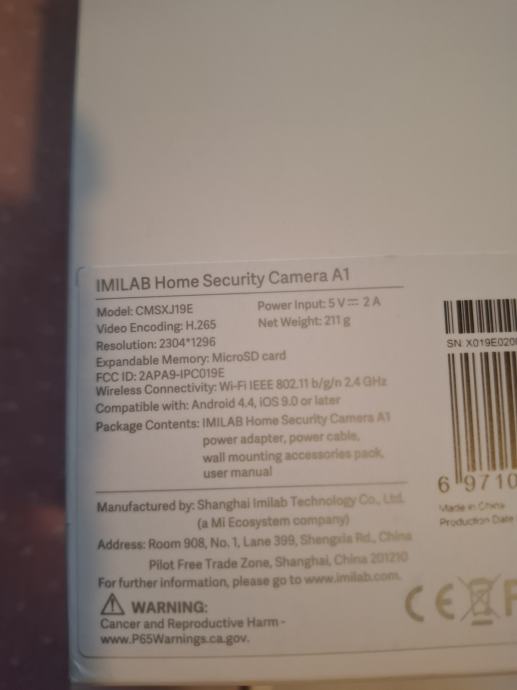 IMILAB Home Security Camera A1
Model: CMSXJ19E
Power Input: 5 V⎓ 2 A
Video Encoding: H.265
Net Weight: 211 g
Resolution: 2304*1296
Expandable Memory: MicroSD card
FCC ID: 2APA9-IPC019E
Wireless Connectivity: Wi-Fi IEEE 802.11 b/g/n 2.4 GHz
Compatible with: Android 4.4, iOS 9.0 or later
Package Contents: IMILAB Home Security Camera A1
power adapter, power cable,
wall mounting accessories pack,
user manual
Manufactured by: Shanghai Imilab Technology Co., Ltd.
(a Mi Ecosystem company)
Address: Room 908, No. 1, Lane 399, Shengxia Rd., China
Pilot Free Trade Zone, Shanghai, China 201210
For further information, please go to www.imilab.com.
⚠ WARNING:
Cancer and Reproductive Harm -
www.P65Warnings.ca.gov.
SN: X019E020
6 9710
Made in China
Production Date
CE